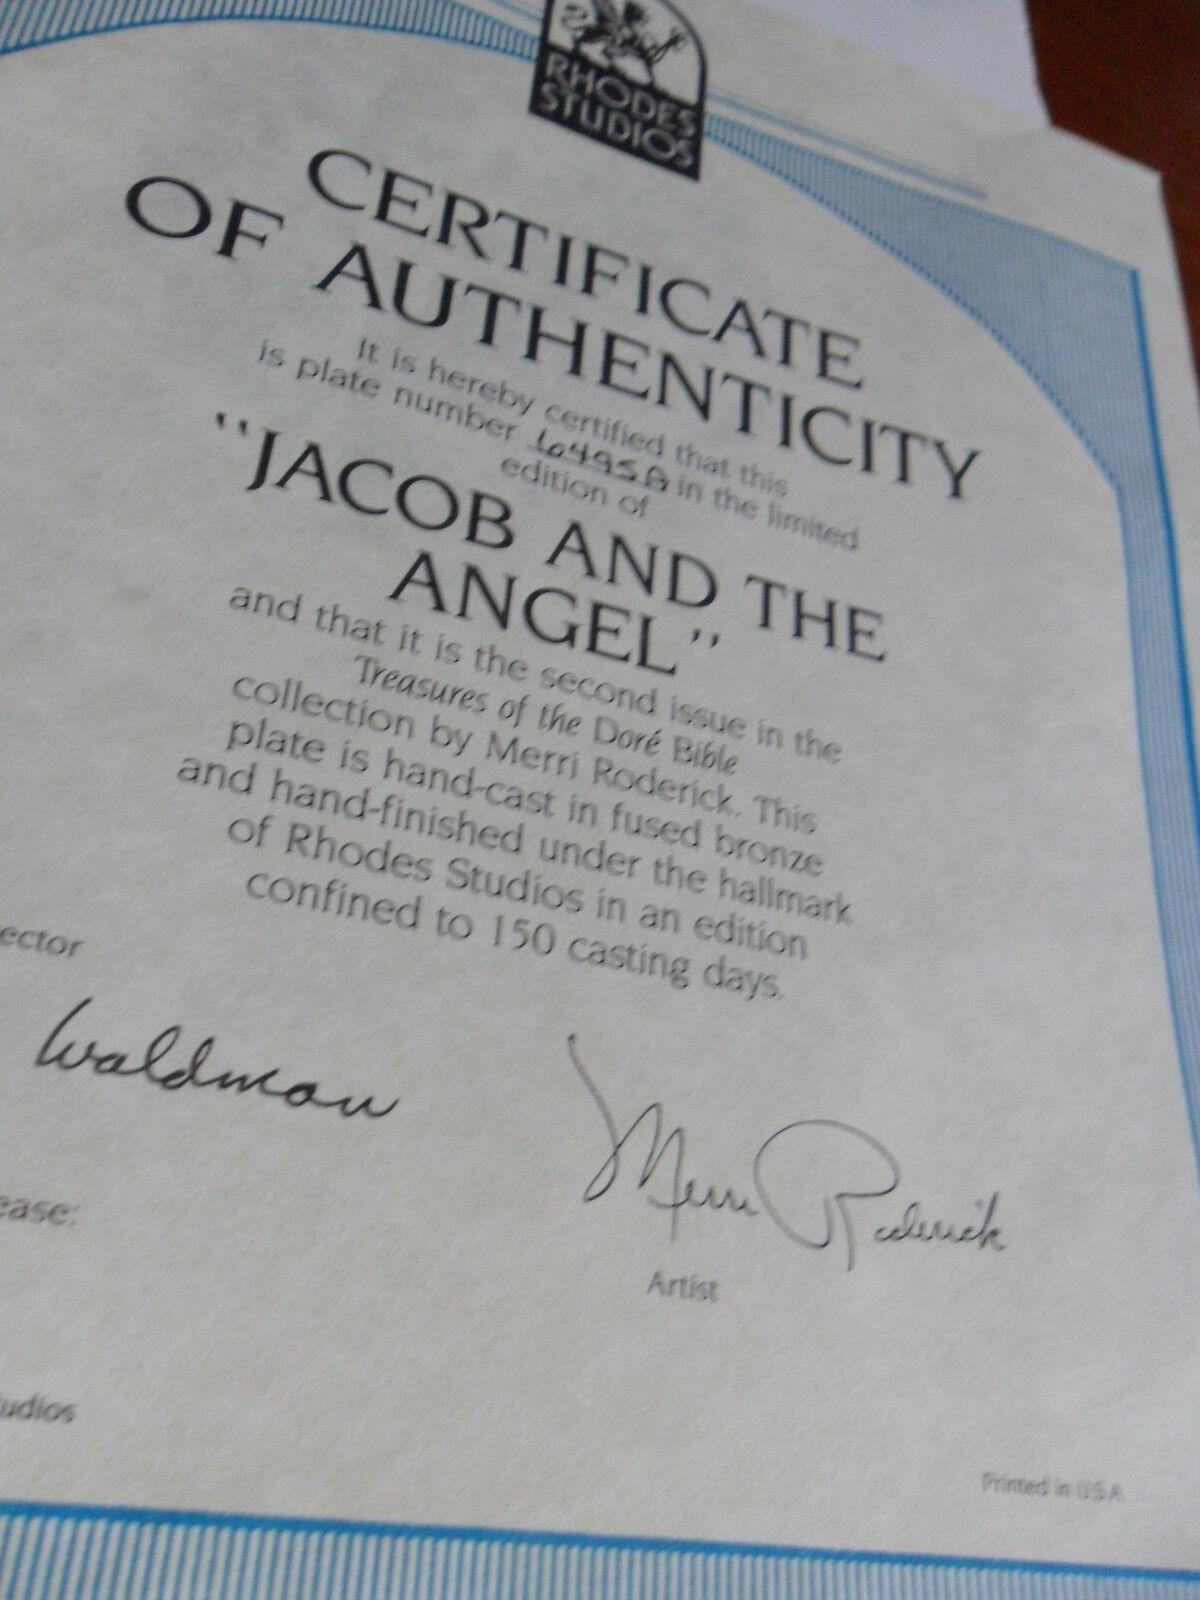 RHODES
STUDIOS
CERTIFICATE
OF AUTHENTICITY
It is hereby certified that this
is plate number 10495A in the limited
edition of
"JACOB AND THE
ANGEL"
and that it is the second issue in the
Treasures of the Doré Bible
collection by Merri Roderick. This
plate is hand-cast in fused bronze
and hand-finished under the hallmark
of Rhodes Studios in an edition
confined to 150 casting days.
ector
Waldman
Merri Roderick
ease:
Artist
udios
Printed in U.S.A.